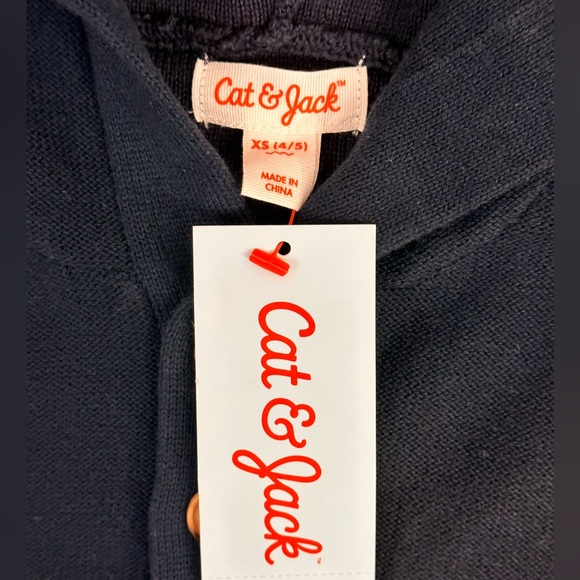 Cat & Jack™
XS (4/5)
MADE IN
CHINA
Cat & Jack™